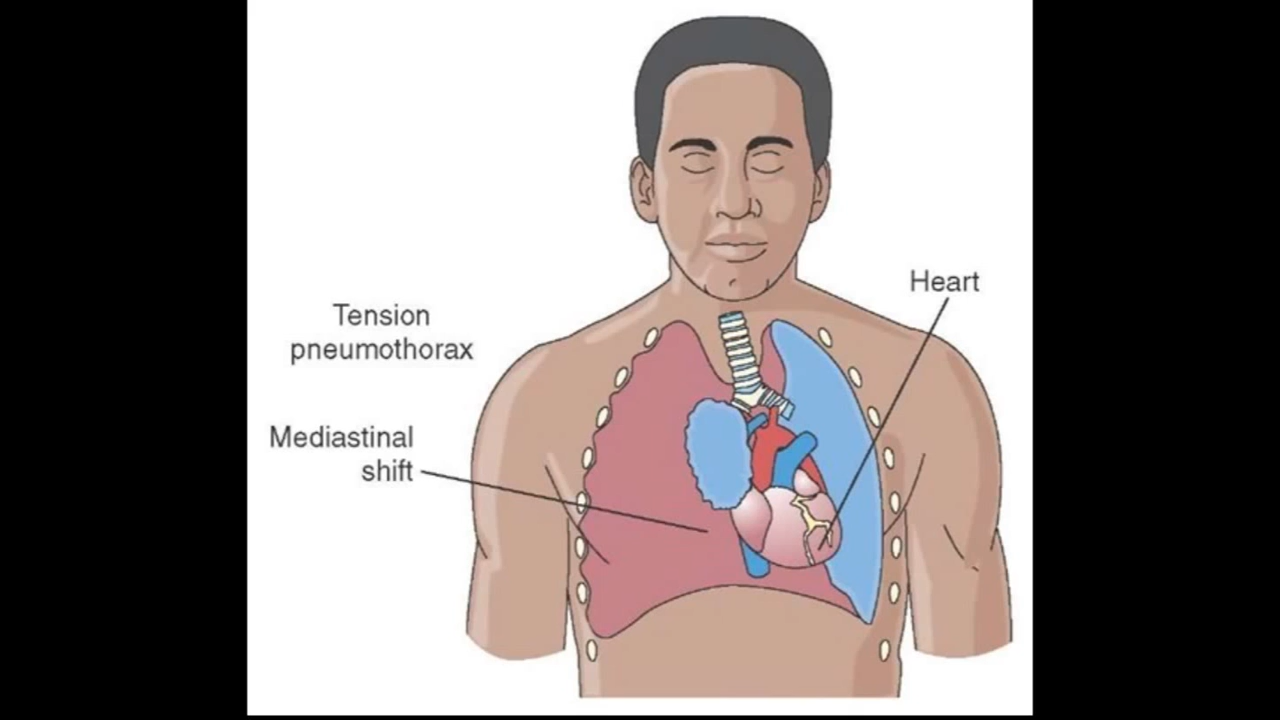 Heart
Tension
pneumothorax
Mediastinal
shift